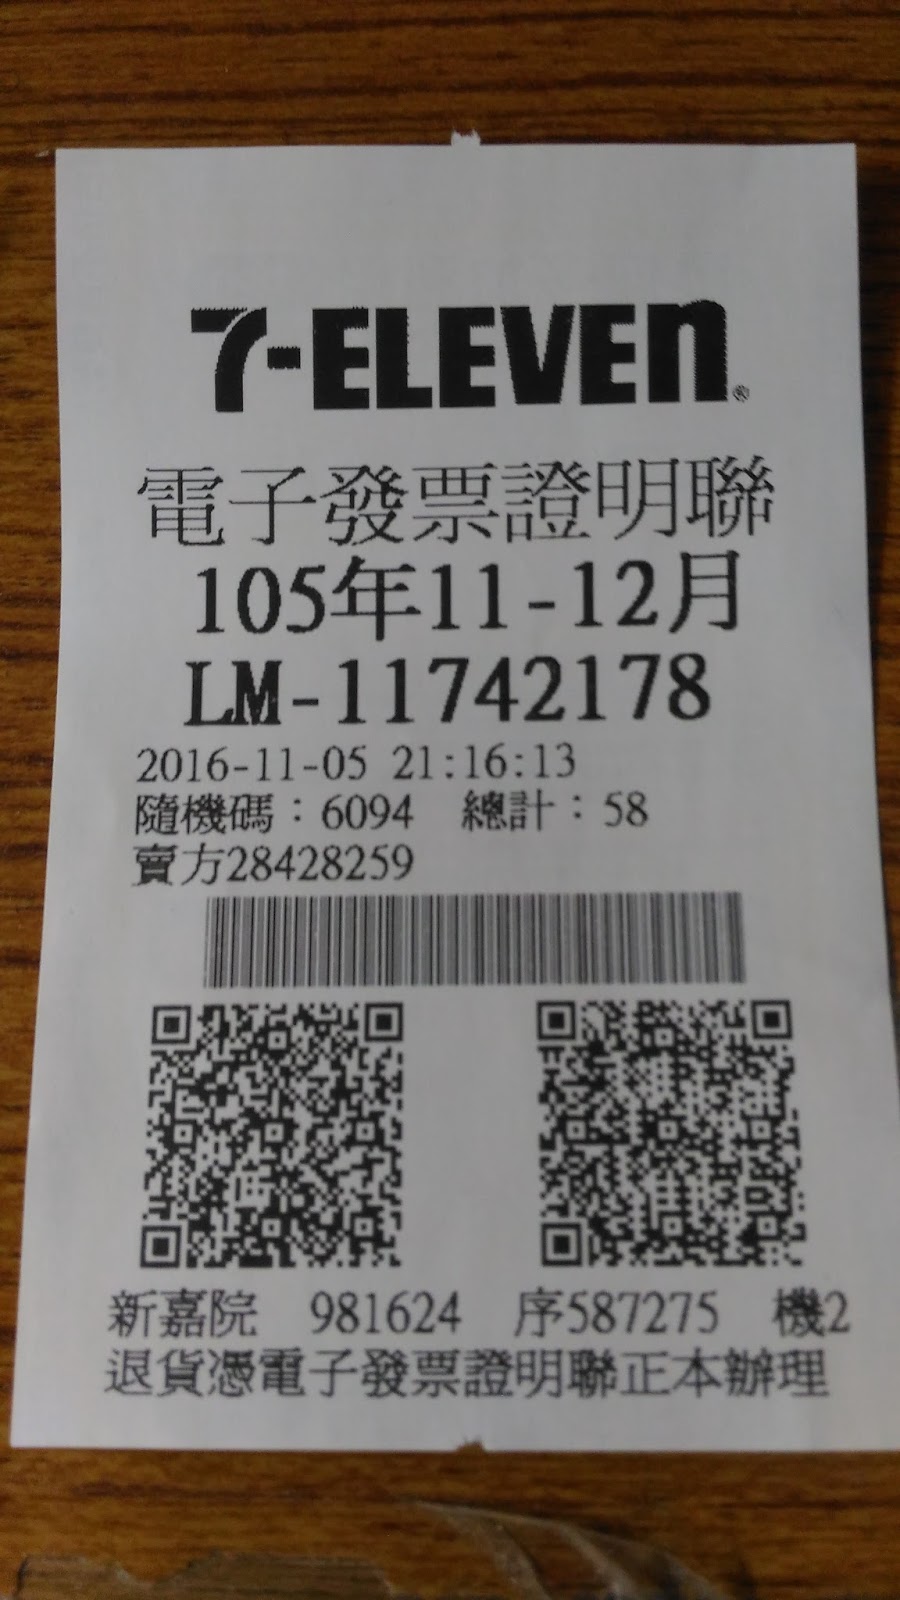 7-ELEVEN®
電子發票證明聯
105年11-12月
LM-11742178
2016-11-05 21:16:13
隨機碼：6094 總計：58
賣方28428259
新嘉院 981624 序587275 機2
退貨憑電子發票證明聯正本辦理